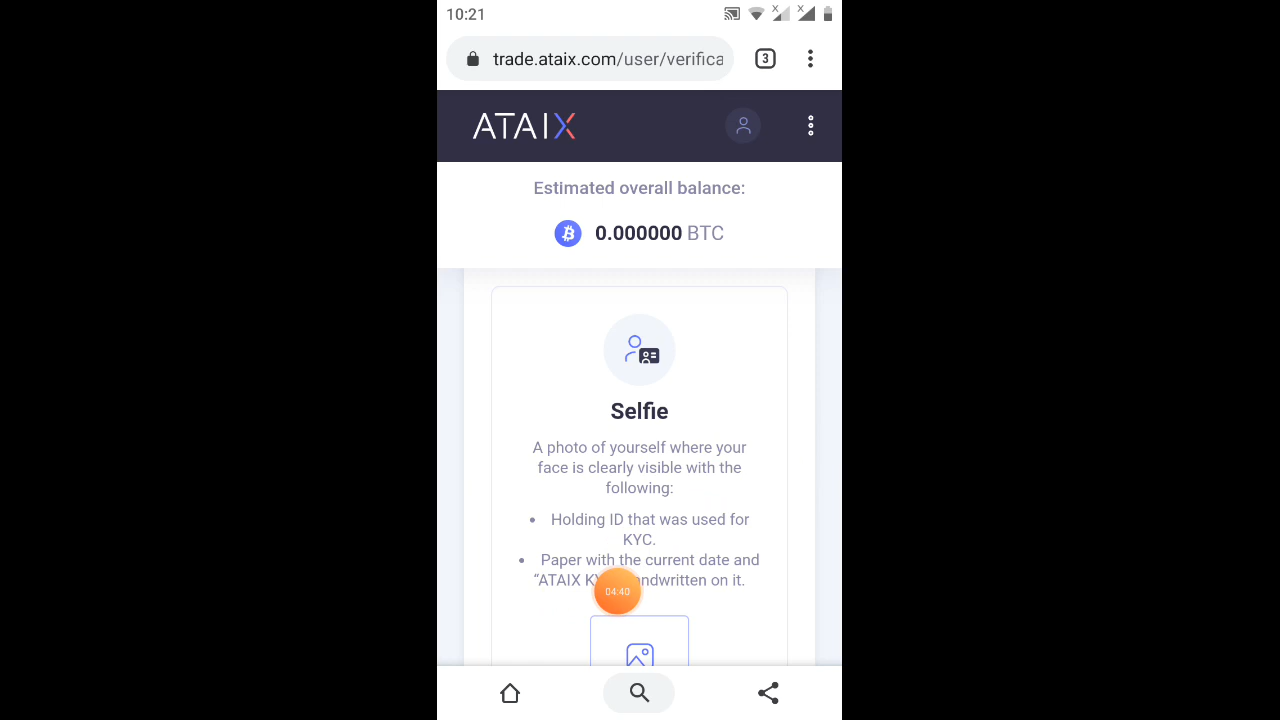 10:21
trade.ataix.com/user/verifica
3
ATAIX
Estimated overall balance:
0.000000 BTC
Selfie
A photo of yourself where your
face is clearly visible with the
following:
• Holding ID that was used for
KYC.
• Paper with the current date and
“ATAIX handwritten on it.
04:40